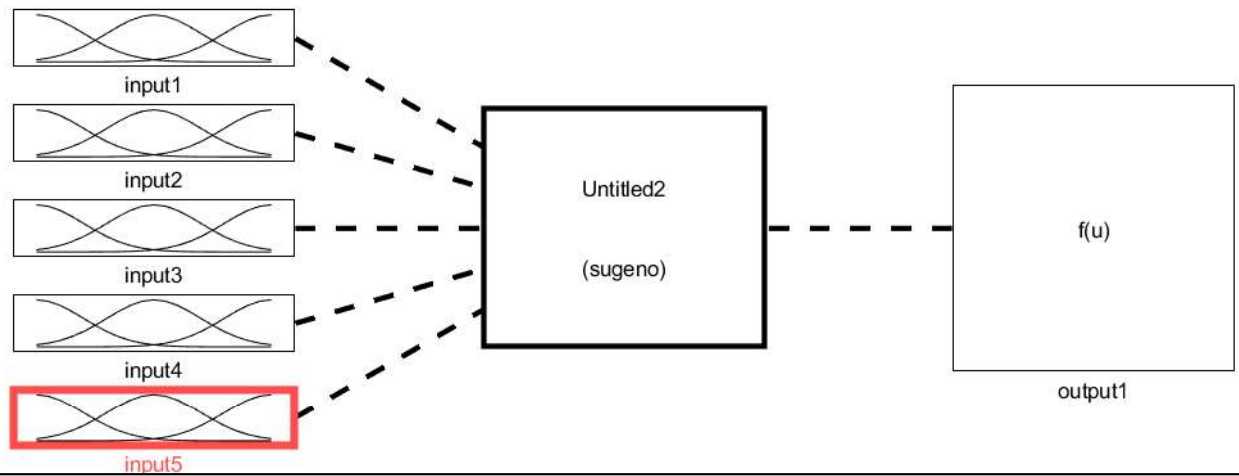 input1
input2
input3
input4
input5
Untitled2
(sugeno)
f(u)
output1